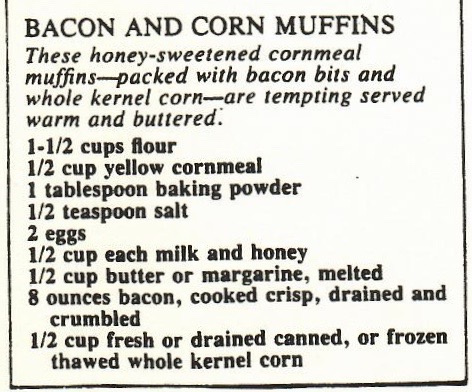 BACON AND CORN MUFFINS
These honey-sweetened cornmeal
muffins—packed with bacon bits and
whole kernel corn—are tempting served
warm and buttered.
1-1/2 cups flour
1/2 cup yellow cornmeal
1 tablespoon baking powder
1/2 teaspoon salt
2 eggs
1/2 cup each milk and honey
1/2 cup butter or margarine, melted
8 ounces bacon, cooked crisp, drained and
crumbled
1/2 cup fresh or drained canned, or frozen
thawed whole kernel corn